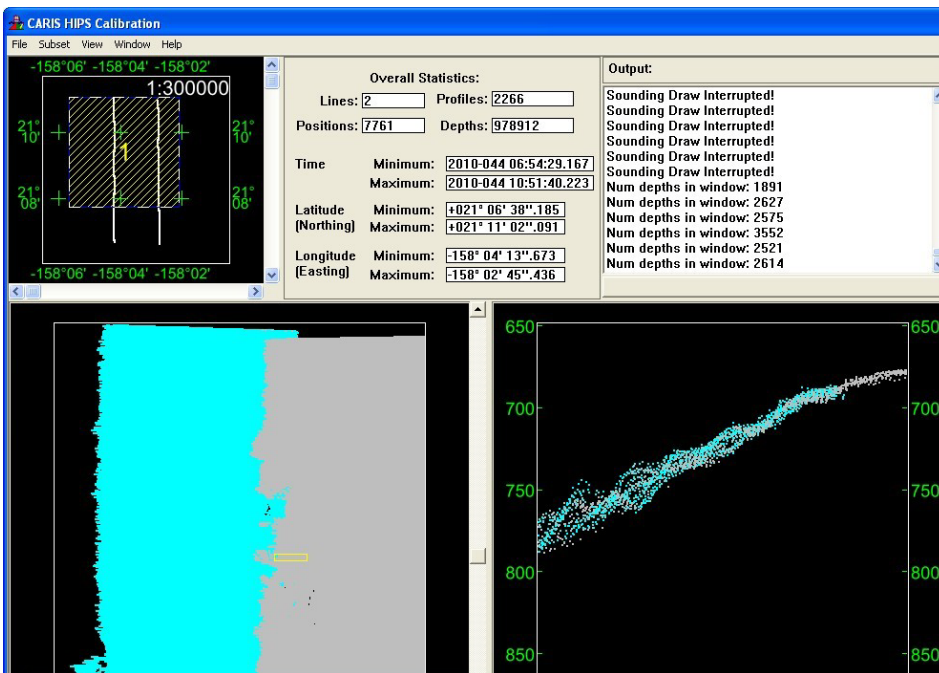 CARIS HIPS Calibration
File Subset View Window Help
-158°06' -158°04' -158°02'
1:300000
21° 10' 21° 10'
1
21° 08' 21° 08'
-158°06' -158°04' -158°02'
Overall Statistics:
Lines: 2 Profiles: 2266
Positions: 7761 Depths: 978912
Time Minimum: 2010-044 06:54:29.167
Maximum: 2010-044 10:51:40.223
Latitude Minimum: +021° 06' 38".185
(Northing) Maximum: +021° 11' 02".091
Longitude Minimum: -158° 04' 13".673
(Easting) Maximum: -158° 02' 45".436
Output:
Sounding Draw Interrupted!
Sounding Draw Interrupted!
Sounding Draw Interrupted!
Sounding Draw Interrupted!
Sounding Draw Interrupted!
Sounding Draw Interrupted!
Num depths in window: 1891
Num depths in window: 2627
Num depths in window: 2575
Num depths in window: 3552
Num depths in window: 2521
Num depths in window: 2614
650 650
700 700
750 750
800 800
850 850